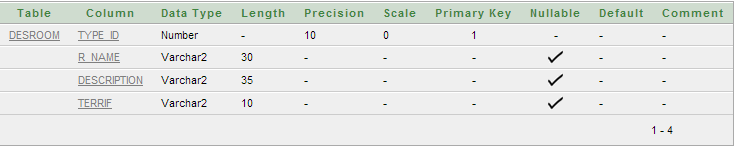 Table Column Data Type Length Precision Scale Primary Key Nullable Default Comment
DESROOM TYPE_ID Number - 10 0 1 - - -
R_NAME Varchar2 30 - - - ✓ - -
DESCRIPTION Varchar2 35 - - - ✓ - -
TERRIF Varchar2 10 - - - ✓ - -
1 - 4